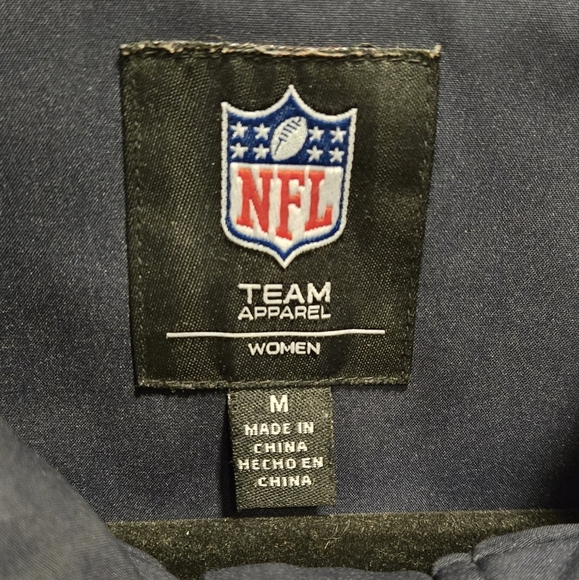 NFL
TEAM
APPAREL
WOMEN
M
MADE IN
CHINA
HECHO EN
CHINA